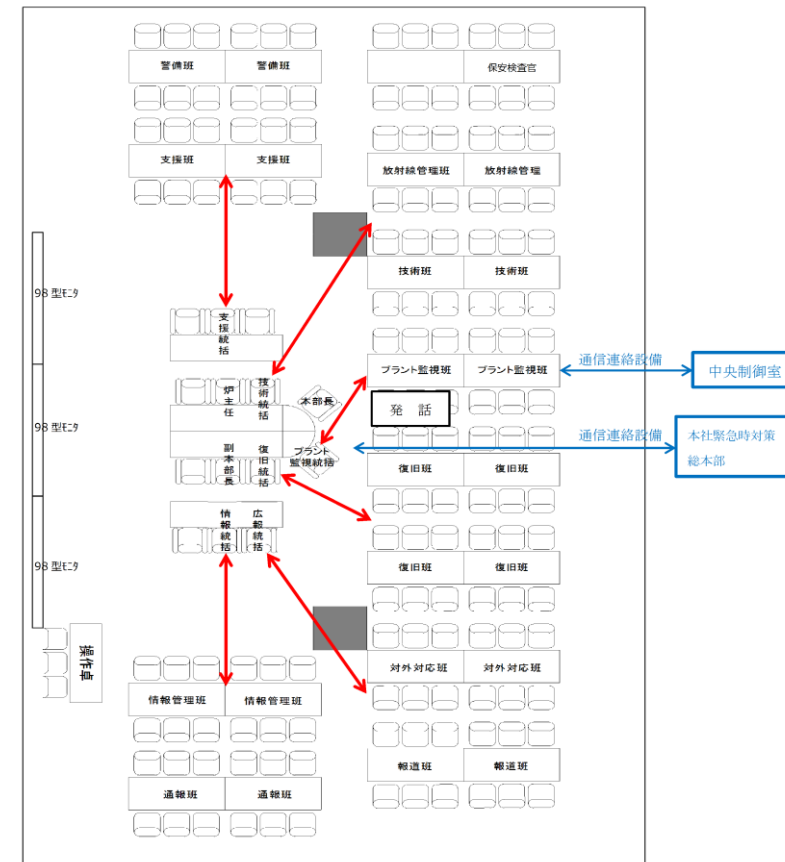 警備班 警備班
保安検査官
支援班 支援班
放射線管理班 放射線管理
技術班 技術班
98 型モニタ
支援統括
プラント監視班 プラント監視班
通信連絡設備
中央制御室
炉主任
技術統括
本部長
発 話
98 型モニタ
副本部長
復旧統括
プラント
監視統括
通信連絡設備
本社緊急時対策
総本部
復旧班 復旧班
情報統括
広報統括
98 型モニタ
復旧班 復旧班
操作卓
対外対応班 対外対応班
情報管理班 情報管理班
報道班 報道班
通報班 通報班